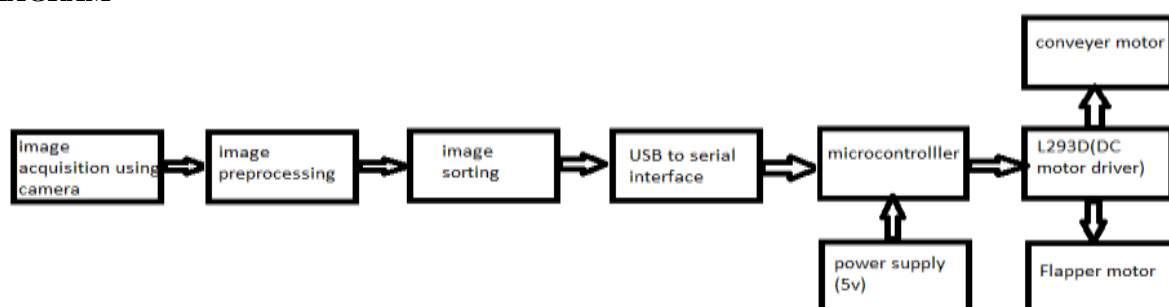 conveyer motor
image
acquisition using
camera
image
preprocessing
image
sorting
USB to serial
interface
microcontrolller
L293D(DC
motor driver)
power supply
(5v)
Flapper motor